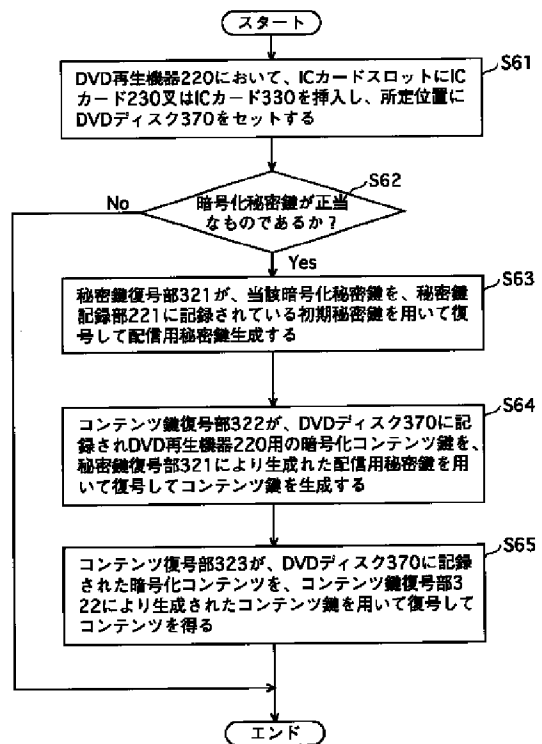 スタート
S61
DVD再生機器220において、ICカードスロットにIC
カード230又はICカード330を挿入し、所定位置に
DVDディスク370をセットする
S62
No
暗号化秘密鍵が正当
なものであるか？
Yes
S63
秘密鍵復号部321が、当該暗号化秘密鍵を、秘密鍵
記録部221に記録されている初期秘密鍵を用いて復
号して配信用秘密鍵生成する
S64
コンテンツ鍵復号部322が、DVDディスク370に記
録されDVD再生機器220用の暗号化コンテンツ鍵を、
秘密鍵復号部321により生成された配信用秘密鍵を用
いて復号してコンテンツ鍵を生成する
S65
コンテンツ復号部323が、DVDディスク370に記録
された暗号化コンテンツを、コンテンツ鍵復号部3
22により生成されたコンテンツ鍵を用いて復号して
コンテンツを得る
エンド